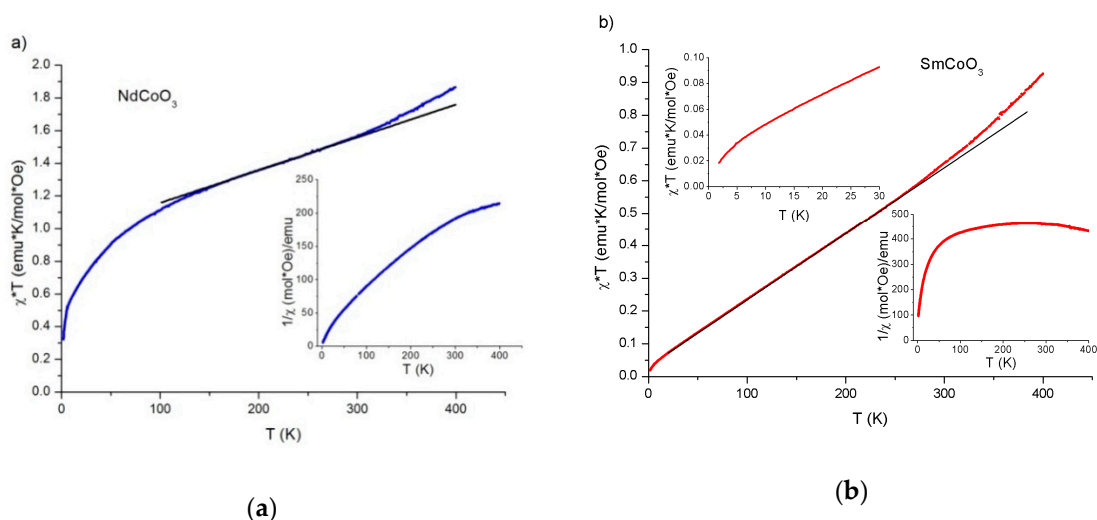 a)
NdCoO₃
χ*T (emu*K/mol*Oe)
2.0
1.8
1.6
1.4
1.2
1.0
0.8
0.6
0.4
0.2
0.0
0 100 200 300 400
T (K)
1/χ (mol*Oe)/emu
250
200
150
100
50
0
0 100 200 300 400
T (K)
(a)
b)
SmCoO₃
χ*T (emu*K/mol*Oe)
1.0
0.9
0.8
0.7
0.6
0.5
0.4
0.3
0.2
0.1
0.0
0 100 200 300 400
T (K)
χ*T (emu*K/mol*Oe)
0.10
0.08
0.06
0.04
0.02
0.00
0 5 10 15 20 25 30
T (K)
1/χ (mol*Oe)/emu
500
400
300
200
100
0
0 100 200 300 400
T (K)
(b)